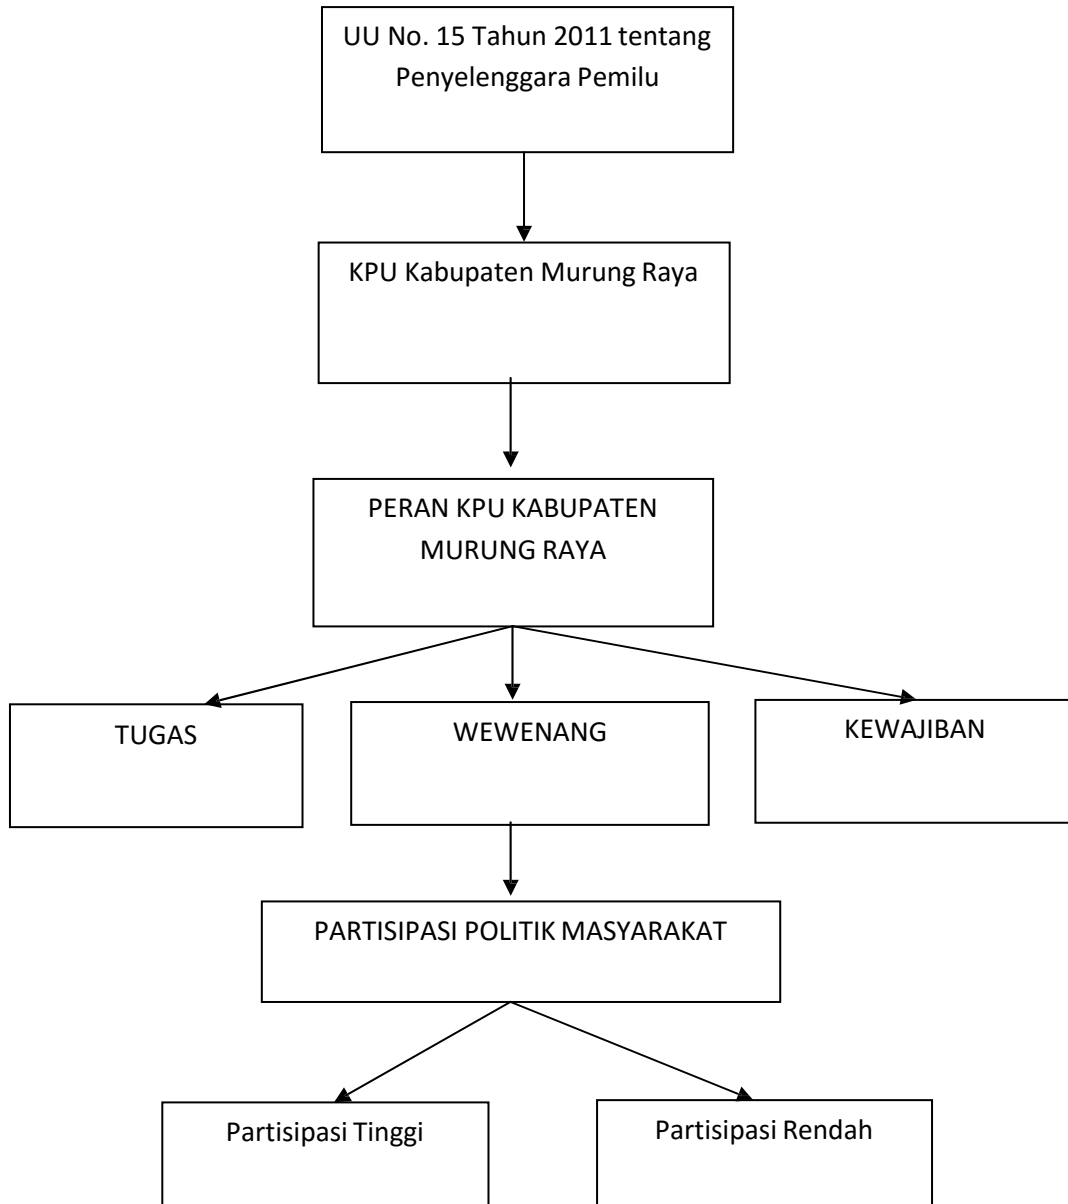 UU No. 15 Tahun 2011 tentang
Penyelenggara Pemilu
KPU Kabupaten Murung Raya
PERAN KPU KABUPATEN
MURUNG RAYA
TUGAS
WEWENANG
KEWAJIBAN
PARTISIPASI POLITIK MASYARAKAT
Partisipasi Tinggi
Partisipasi Rendah